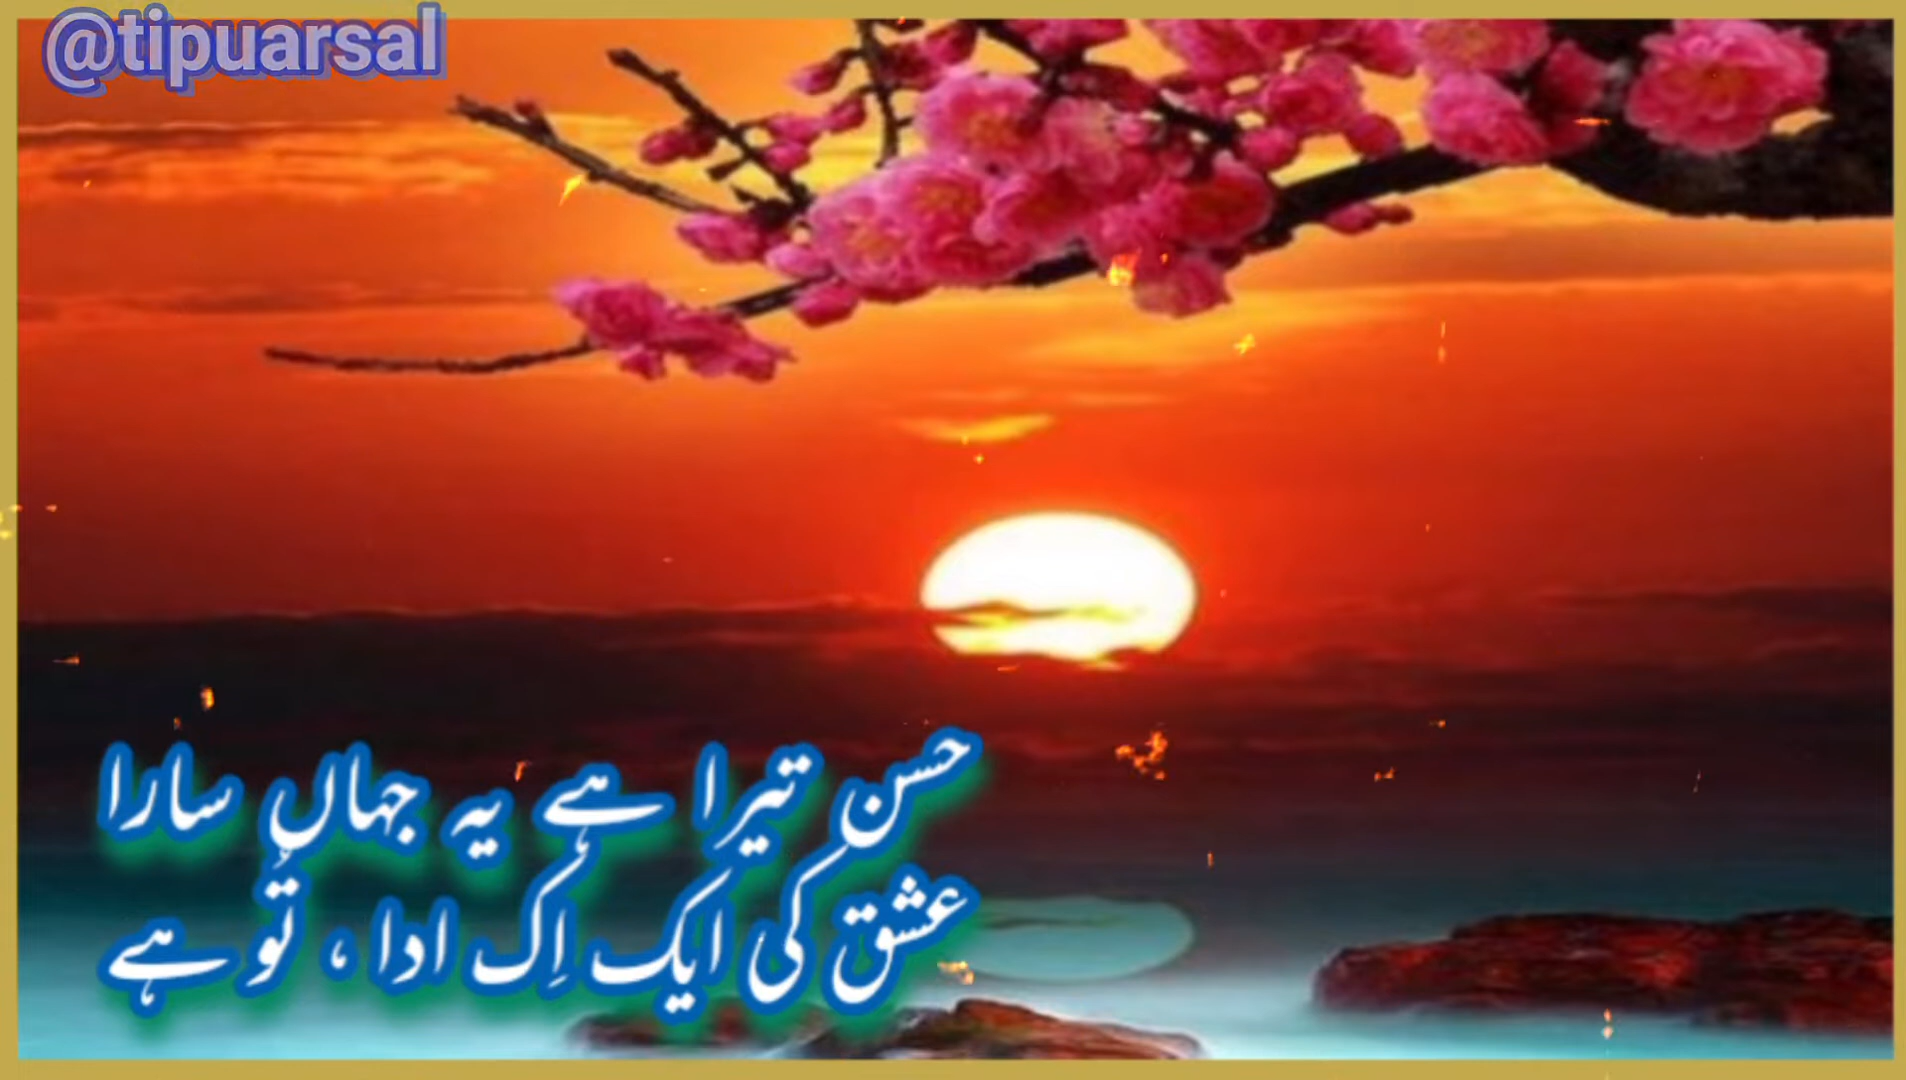 @tipuarsal
حسن تیرا ہے یہ جہاں سارا
عشق کی ایک اِک ادا ، تُو ہے